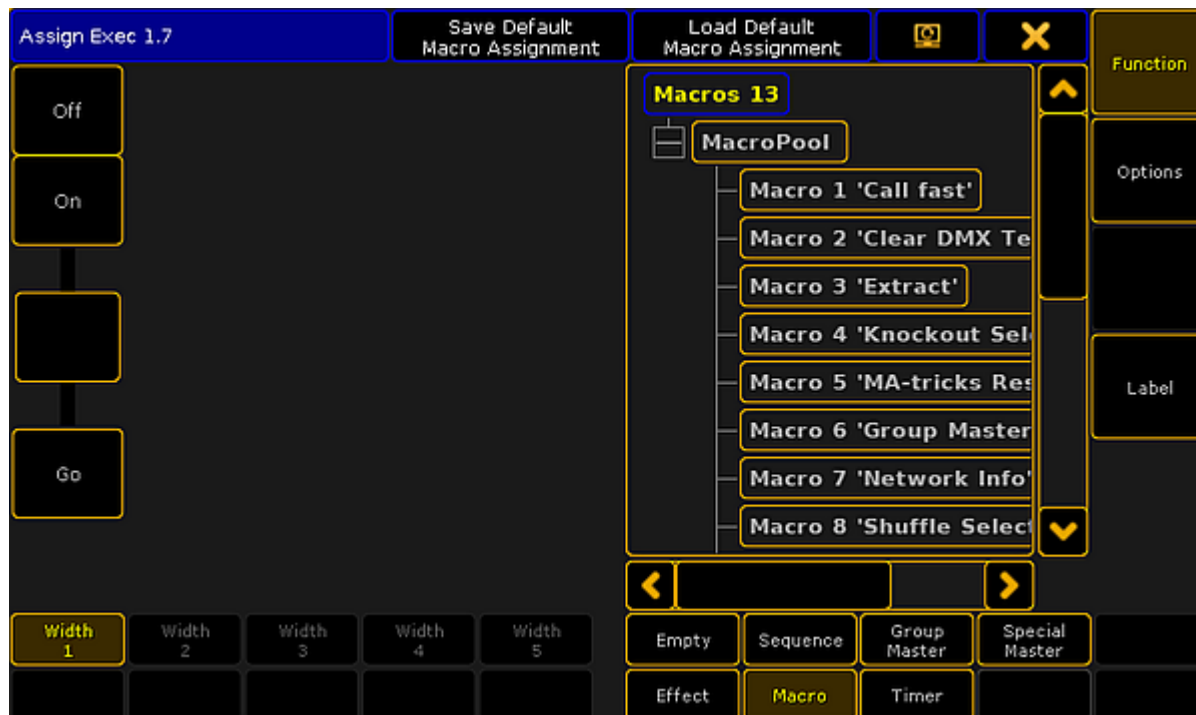 Assign Exec 1.7
Save Default
Macro Assignment
Load Default
Macro Assignment
Function
Options
Label
Off
On
Go
Macros 13
MacroPool
Macro 1 'Call fast'
Macro 2 'Clear DMX Te
Macro 3 'Extract'
Macro 4 'Knockout Sel
Macro 5 'MA-tricks Res
Macro 6 'Group Master
Macro 7 'Network Info'
Macro 8 'Shuffle Select
Width
1
Width
2
Width
3
Width
4
Width
5
Empty
Sequence
Group
Master
Special
Master
Effect
Macro
Timer